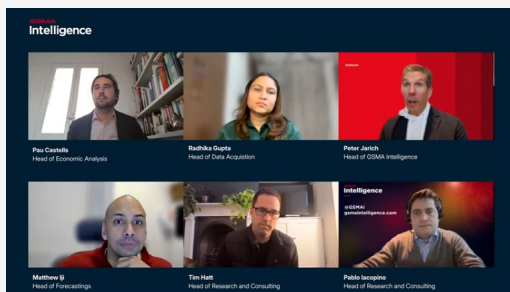 GSMA
Intelligence
GSMA
Pau Castells
Head of Economic Analysis
Radhika Gupta
Head of Data Acquistion
Peter Jarich
Head of GSMA Intelligence
Intelligence
@GSMAi
gsmaintelligence.com
Matthew Iji
Head of Forecastings
Tim Hatt
Head of Research and Consulting
Pablo Iacopino
Head of Research and Consulting